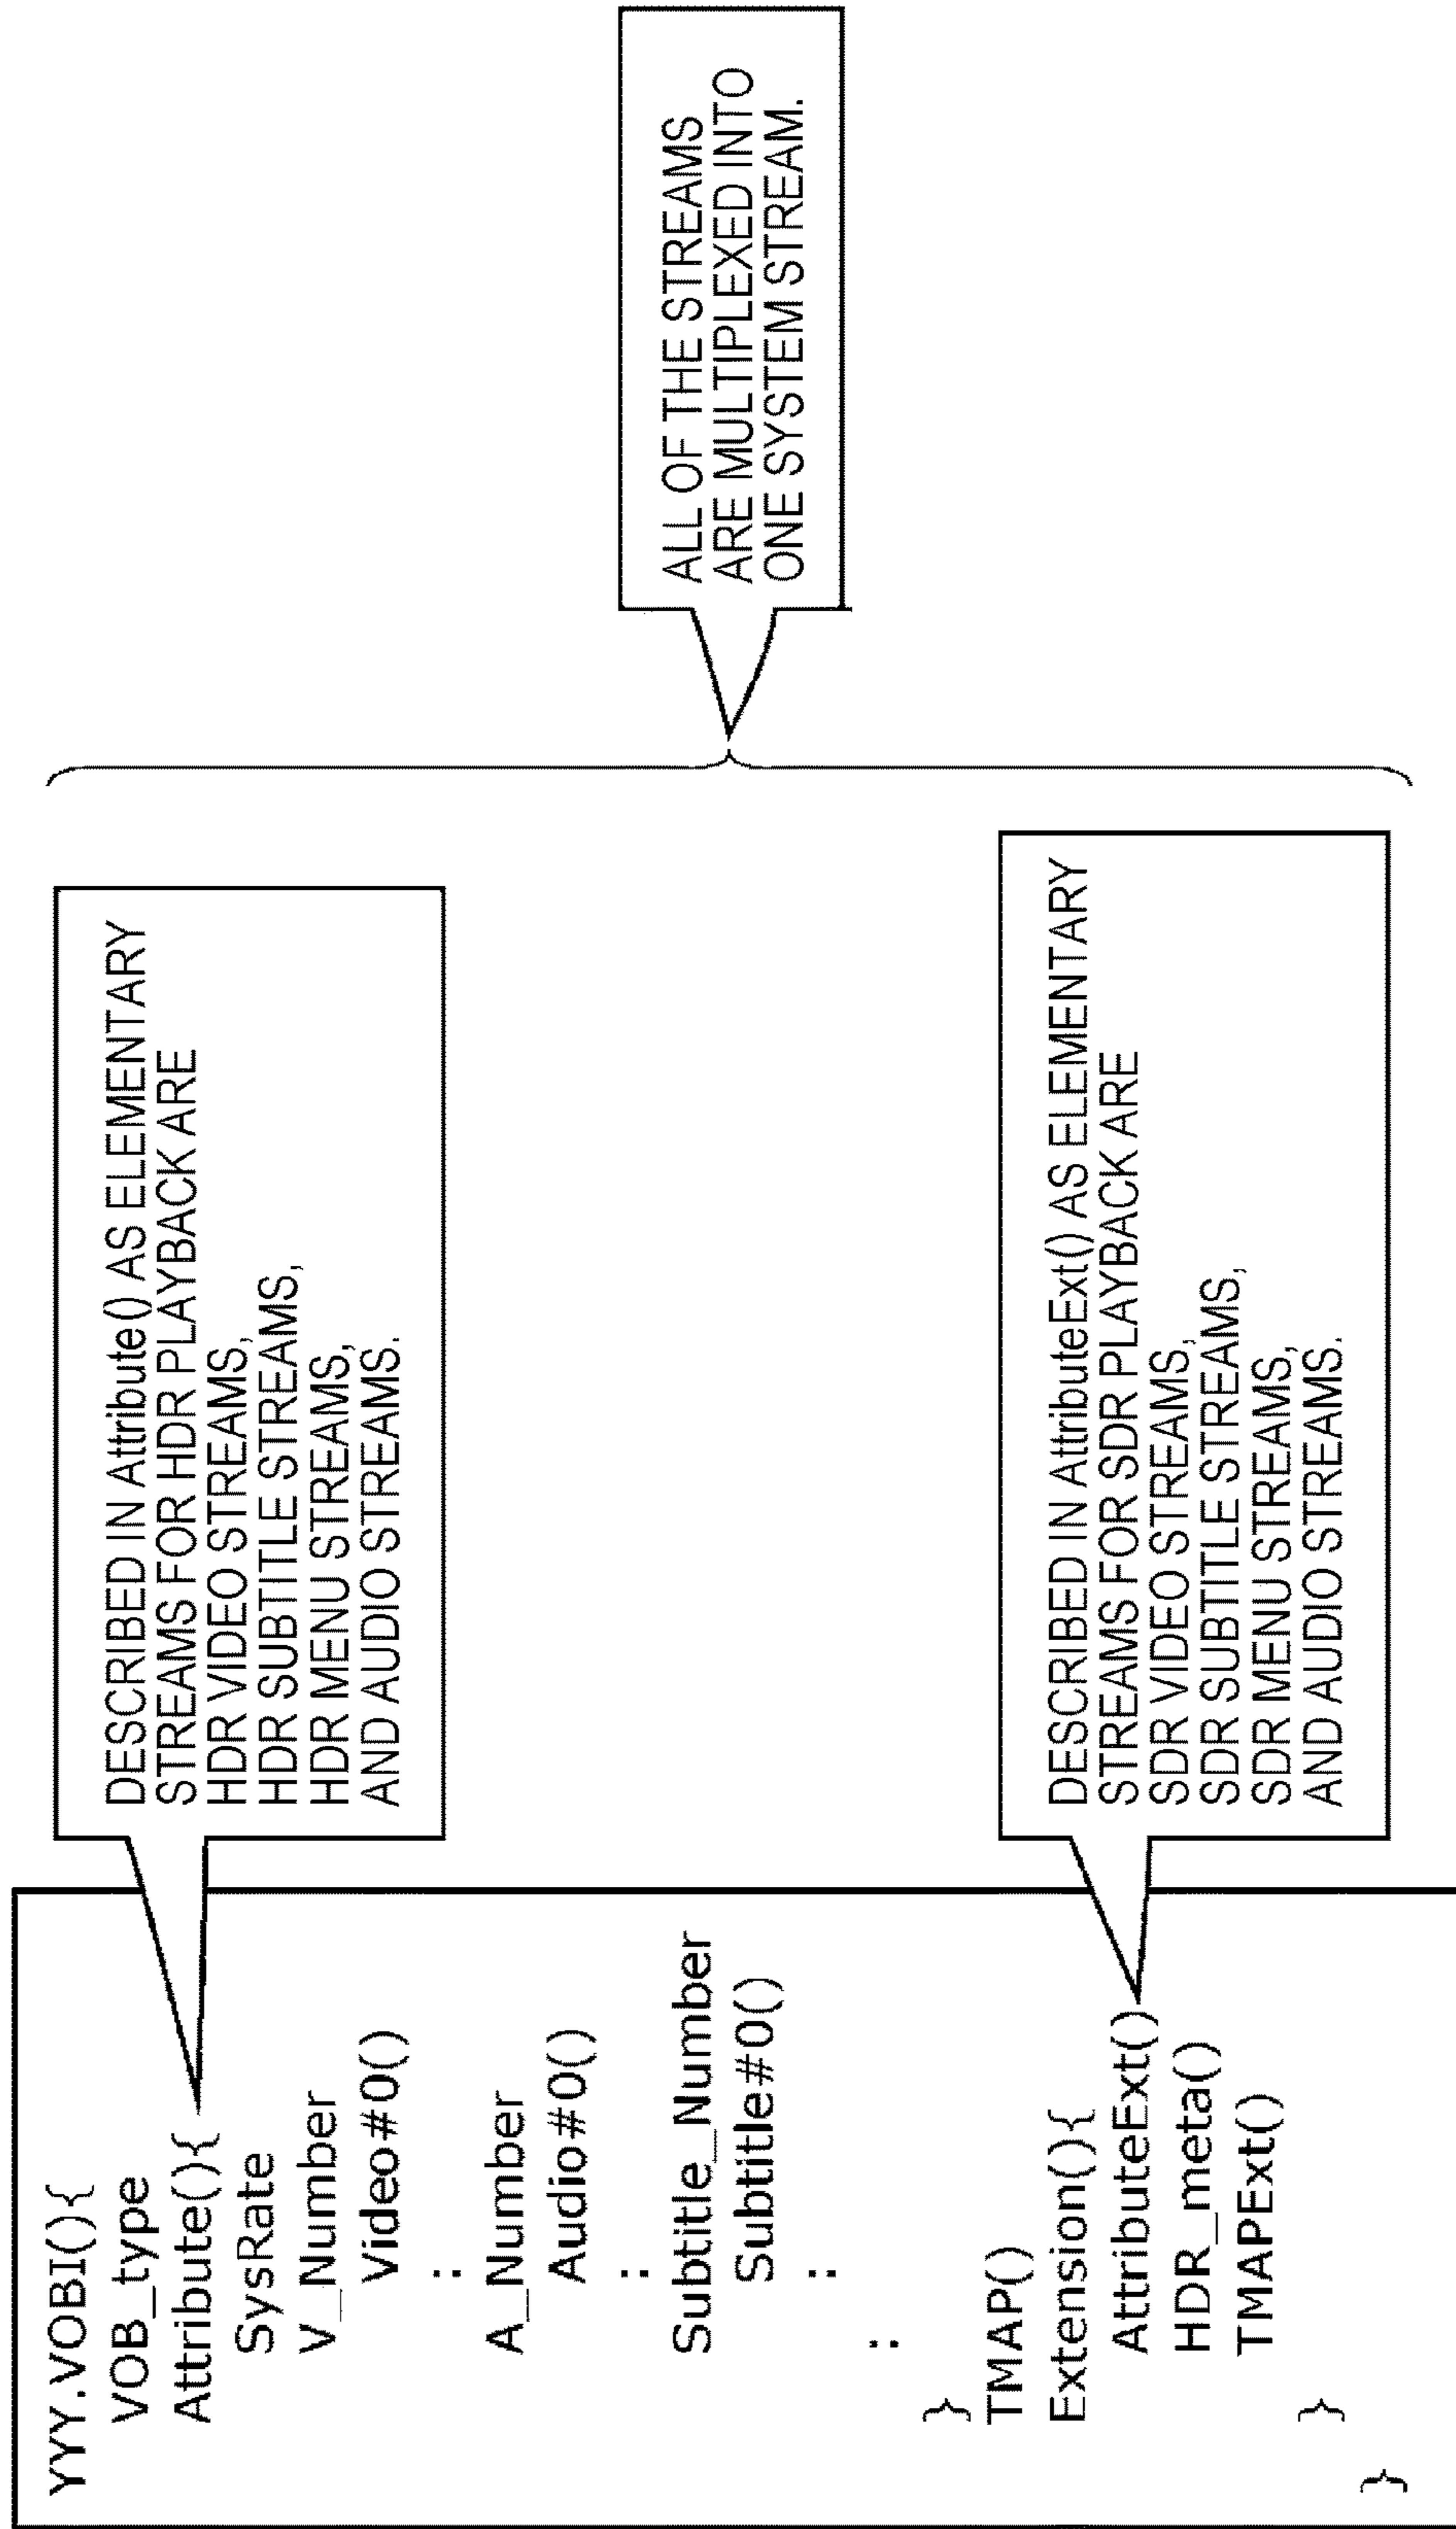 YYY.VOBI(){
VOB_type
Attribute(){
SysRate
V_Number
Video#0()
:
A_Number
Audio#0()
:
Subtitle_Number
Subtitle#0()
:
:
}
TMAP()
Extension(){
AttributeExt()
HDR_meta()
TMAPExt()
}
}
DESCRIBED IN Attribute() AS ELEMENTARY
STREAMS FOR HDR PLAYBACK ARE
HDR VIDEO STREAMS,
HDR SUBTITLE STREAMS,
HDR MENU STREAMS,
AND AUDIO STREAMS.
DESCRIBED IN AttributeExt() AS ELEMENTARY
STREAMS FOR SDR PLAYBACK ARE
SDR VIDEO STREAMS,
SDR SUBTITLE STREAMS,
SDR MENU STREAMS,
AND AUDIO STREAMS.
ALL OF THE STREAMS
ARE MULTIPLEXED INTO
ONE SYSTEM STREAM.